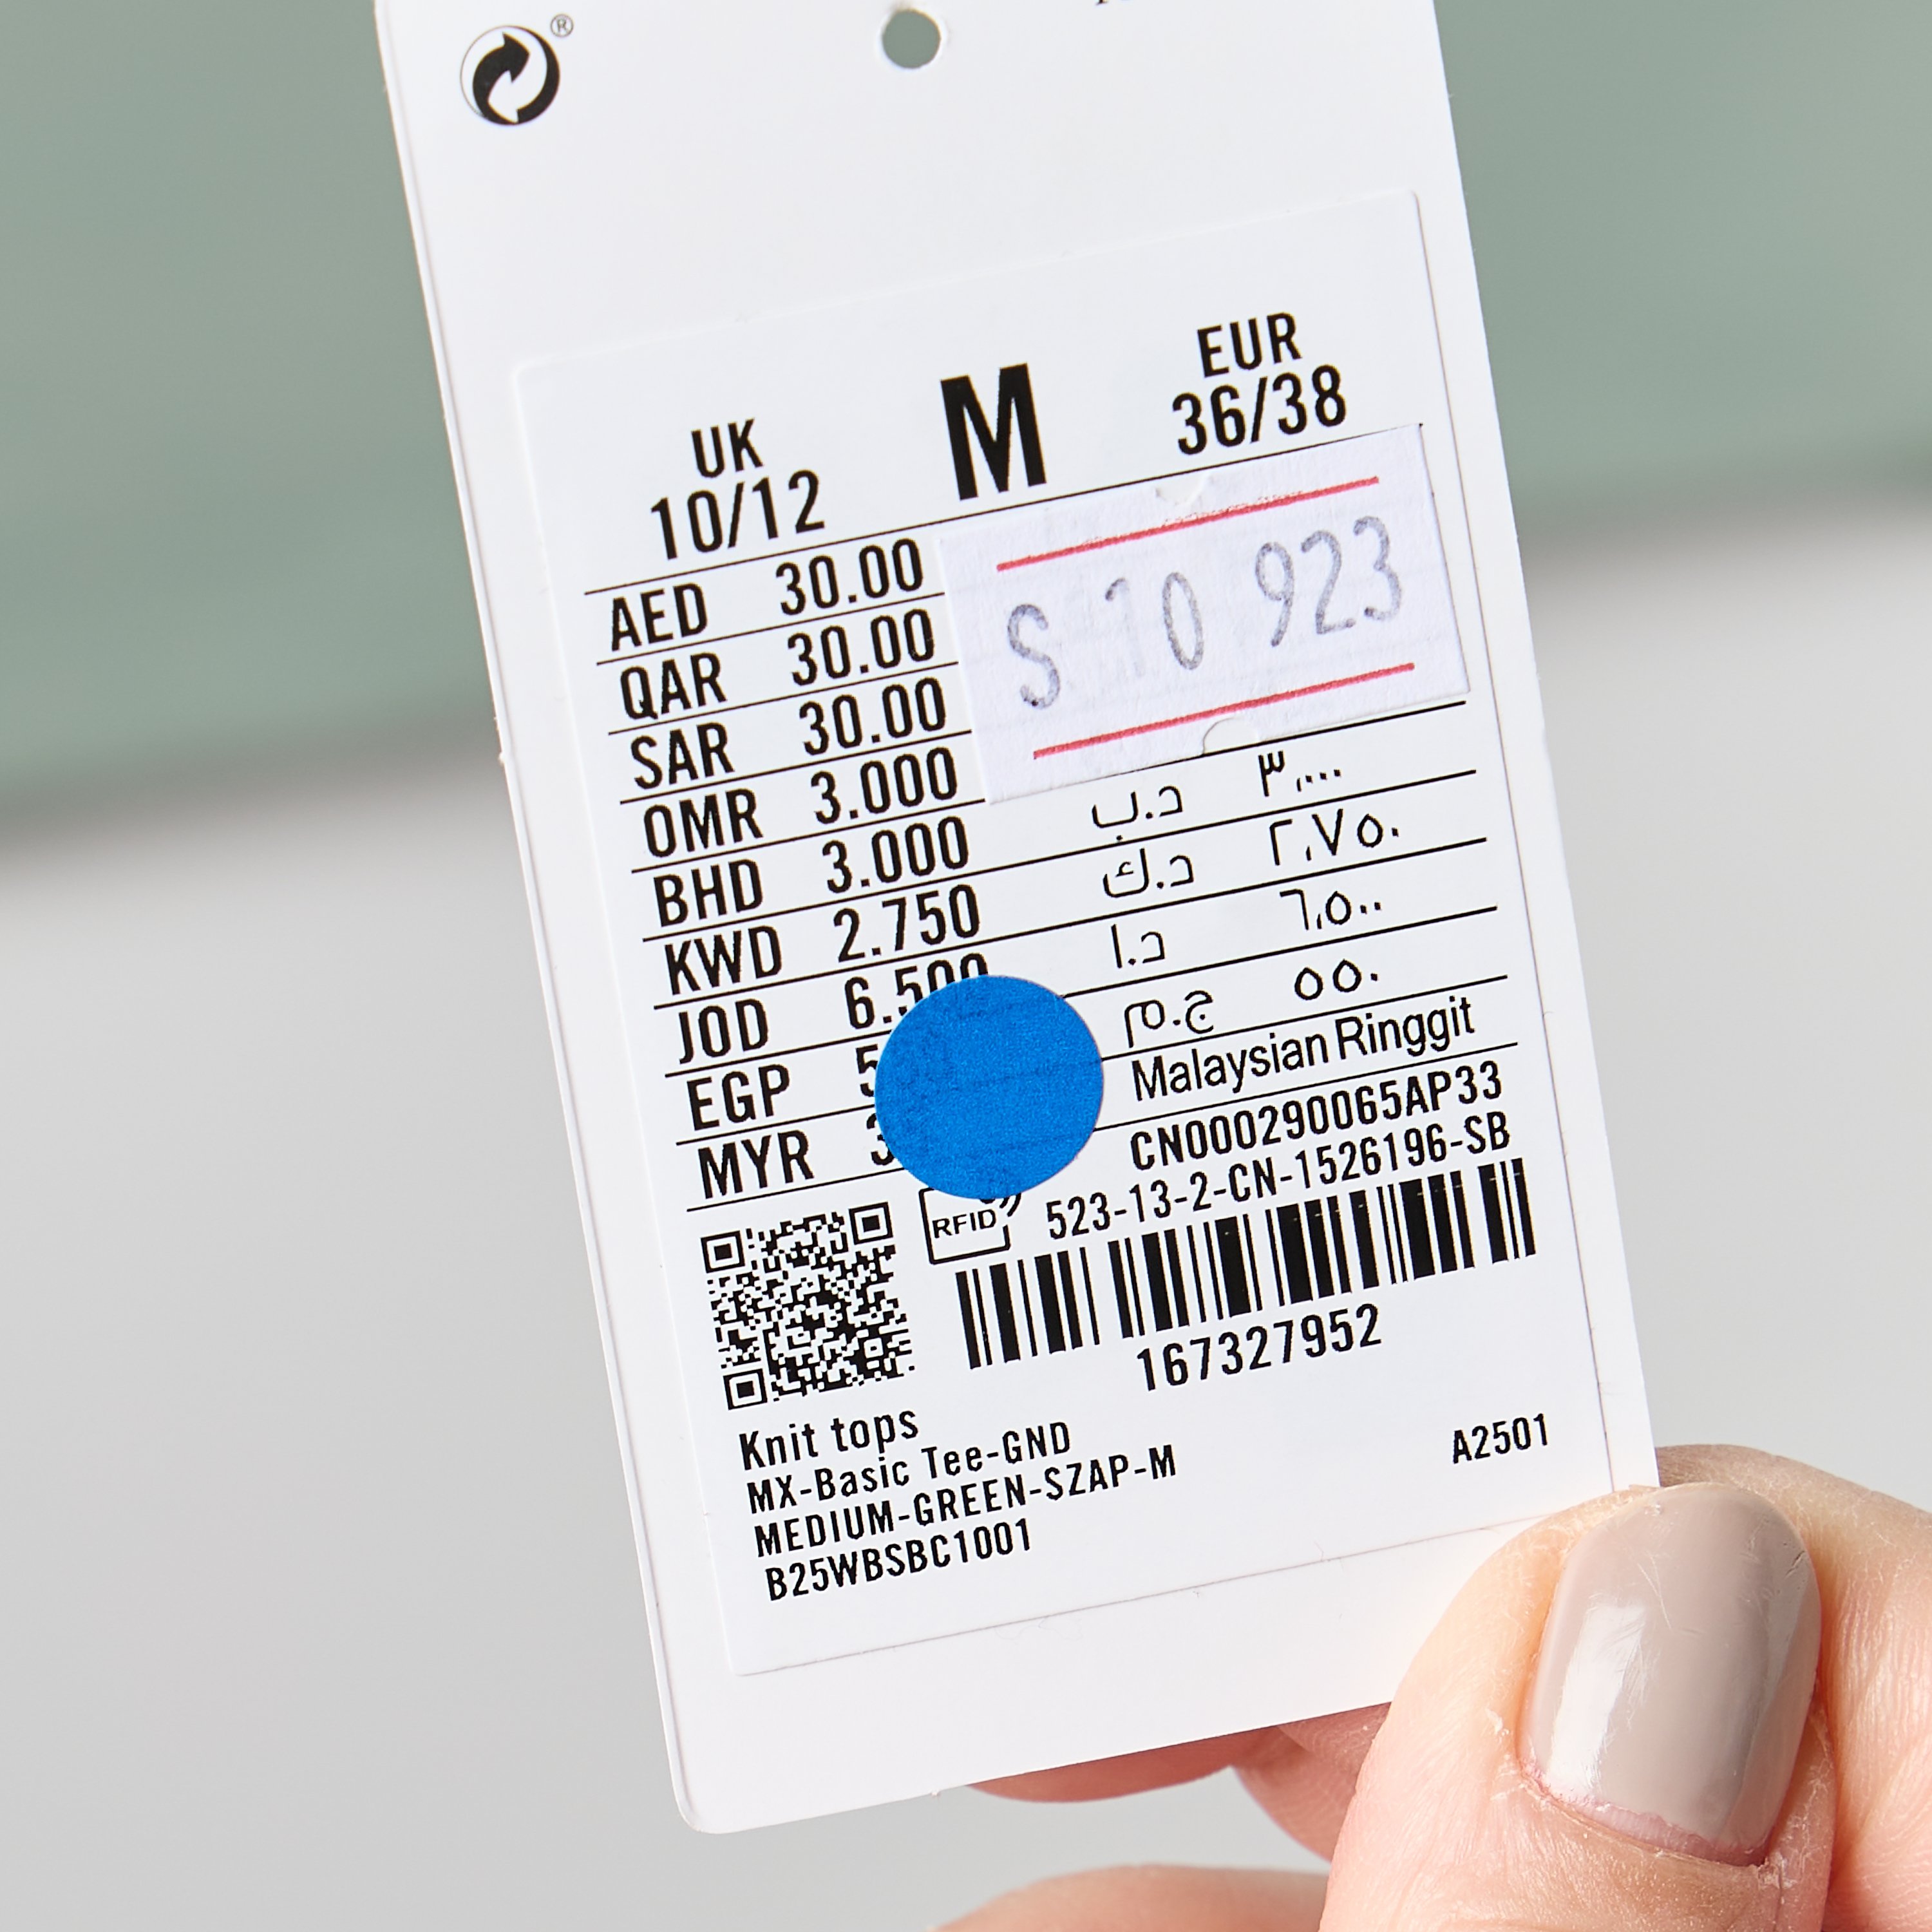 ®
UK M EUR
10/12 36/38
S 10 923
AED 30.00
QAR 30.00
SAR 30.00
OMR 3.000
BHD 3.000 د.ب ٣,٠٠٠
KWD 2.750 د.ك ٢,٧٥٠
JOD 6.500 د.ا ٦,٥٠٠
EGP ج.م ٥٥٠
MYR Malaysian Ringgit
CN000290065AP33
RFID 523-13-2-CN-1526196-SB
167327952
Knit tops
MX-Basic Tee-GND A2501
MEDIUM-GREEN-SZAP-M
B25WBSBC1001